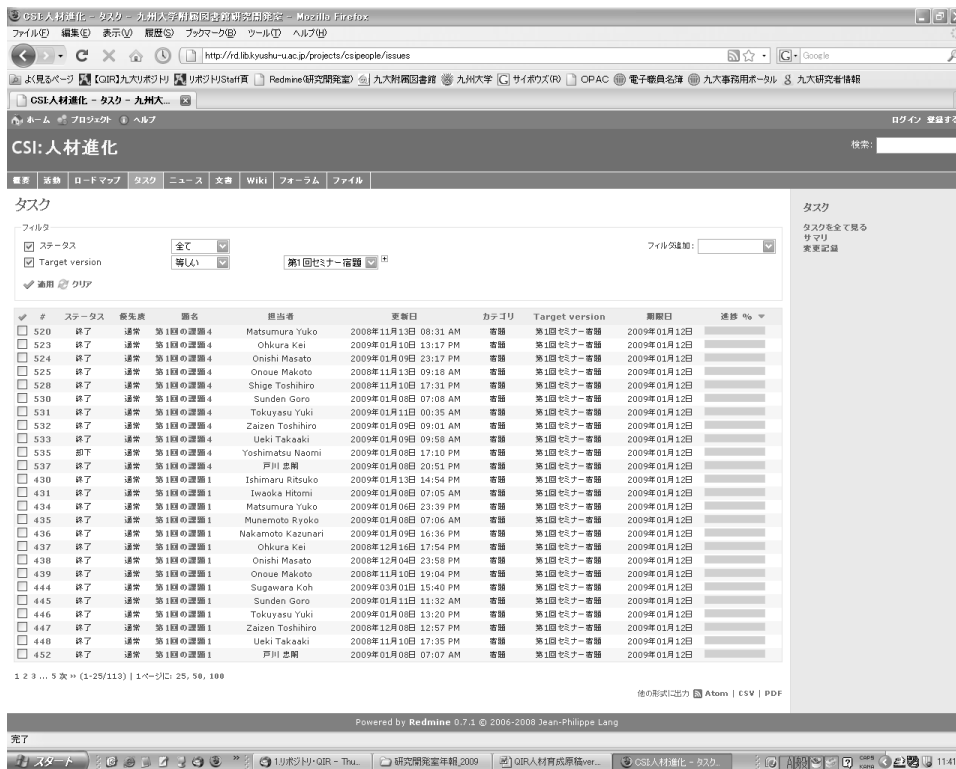 CSI:人材進化 - タスク - 九州大学附属図書館研究開発室 - Mozilla Firefox
ファイル(F) 編集(E) 表示(V) 履歴(S) ブックマーク(B) ツール(T) ヘルプ(H)
http://rd.lib.kyushu-u.ac.jp/projects/csipeople/issues
Google
よく見るページ 【QIR】九大リポジトリ リポジトリStaff頁 Redmine(研究開発室) 九大附属図書館 九州大学 サイボウズ(R) OPAC 電子職員名簿 九大事務用ポータル 九大研究者情報
CSI:人材進化 - タスク - 九州大...
ホーム プロジェクト ヘルプ ログイン 登録する
CSI:人材進化 検索:
概要 活動 ロードマップ タスク ニュース 文書 Wiki フォーラム ファイル
タスク
フィルタ
ステータス 全て フィルタ追加:
Target version 等しい 第1回セミナー宿題
適用 クリア
# ステータス 優先度 題名 担当者 更新日 カテゴリ Target version 期限日 進捗 %
520 終了 通常 第1回の課題4 Matsumura Yuko 2008年11月13日 08:31 AM 宿題 第1回セミナー宿題 2009年01月12日
523 終了 通常 第1回の課題4 Ohkura Kei 2009年01月10日 13:17 PM 宿題 第1回セミナー宿題 2009年01月12日
524 終了 通常 第1回の課題4 Onishi Masato 2009年01月09日 23:17 PM 宿題 第1回セミナー宿題 2009年01月12日
525 終了 通常 第1回の課題4 Onoue Makoto 2008年11月13日 09:18 AM 宿題 第1回セミナー宿題 2009年01月12日
528 終了 通常 第1回の課題4 Shige Toshihiro 2008年11月10日 17:31 PM 宿題 第1回セミナー宿題 2009年01月12日
530 終了 通常 第1回の課題4 Sunden Goro 2009年01月08日 07:08 AM 宿題 第1回セミナー宿題 2009年01月12日
531 終了 通常 第1回の課題4 Tokuyasu Yuki 2009年01月11日 00:35 AM 宿題 第1回セミナー宿題 2009年01月12日
532 終了 通常 第1回の課題4 Zaizen Toshihiro 2009年01月09日 09:01 AM 宿題 第1回セミナー宿題 2009年01月12日
533 終了 通常 第1回の課題4 Ueki Takaaki 2009年01月09日 09:58 AM 宿題 第1回セミナー宿題 2009年01月12日
535 却下 通常 第1回の課題4 Yoshimatsu Naomi 2009年01月08日 17:10 PM 宿題 第1回セミナー宿題 2009年01月12日
537 終了 通常 第1回の課題4 戸川 忠嗣 2009年01月08日 20:51 PM 宿題 第1回セミナー宿題 2009年01月12日
430 終了 通常 第1回の課題1 Ishimaru Ritsuko 2009年01月13日 14:54 PM 宿題 第1回セミナー宿題 2009年01月12日
431 終了 通常 第1回の課題1 Iwaoka Hitomi 2009年01月08日 07:05 AM 宿題 第1回セミナー宿題 2009年01月12日
434 終了 通常 第1回の課題1 Matsumura Yuko 2009年01月06日 23:39 PM 宿題 第1回セミナー宿題 2009年01月12日
435 終了 通常 第1回の課題1 Munemoto Ryoko 2009年01月08日 07:06 AM 宿題 第1回セミナー宿題 2009年01月12日
436 終了 通常 第1回の課題1 Nakamoto Kazunari 2009年01月09日 16:36 PM 宿題 第1回セミナー宿題 2009年01月12日
437 終了 通常 第1回の課題1 Ohkura Kei 2008年12月16日 17:54 PM 宿題 第1回セミナー宿題 2009年01月12日
438 終了 通常 第1回の課題1 Onishi Masato 2008年12月04日 23:58 PM 宿題 第1回セミナー宿題 2009年01月12日
439 終了 通常 第1回の課題1 Onoue Makoto 2008年11月10日 19:04 PM 宿題 第1回セミナー宿題 2009年01月12日
444 終了 通常 第1回の課題1 Sugawara Koh 2009年03月01日 15:40 PM 宿題 第1回セミナー宿題 2009年01月12日
445 終了 通常 第1回の課題1 Sunden Goro 2009年01月11日 11:32 AM 宿題 第1回セミナー宿題 2009年01月12日
446 終了 通常 第1回の課題1 Tokuyasu Yuki 2009年01月08日 13:20 PM 宿題 第1回セミナー宿題 2009年01月12日
447 終了 通常 第1回の課題1 Zaizen Toshihiro 2008年12月08日 12:57 PM 宿題 第1回セミナー宿題 2009年01月12日
448 終了 通常 第1回の課題1 Ueki Takaaki 2008年11月10日 17:35 PM 宿題 第1回セミナー宿題 2009年01月12日
452 終了 通常 第1回の課題1 戸川 忠嗣 2009年01月08日 07:07 AM 宿題 第1回セミナー宿題 2009年01月12日
1 2 3 ... 5 次 » (1-25/113) | 1ページに: 25, 50, 100
他の形式に出力 Atom | CSV | PDF
タスク
タスクを全て見る
サマリ
変更記録
Powered by Redmine 0.7.1 © 2006-2008 Jean-Philippe Lang
完了
スタート 1.リポジトリ・QIR - Thu... 研究開発室年報_2009 QIR人材育成原稿ver... CSI:人材進化 - タスク... 11:41